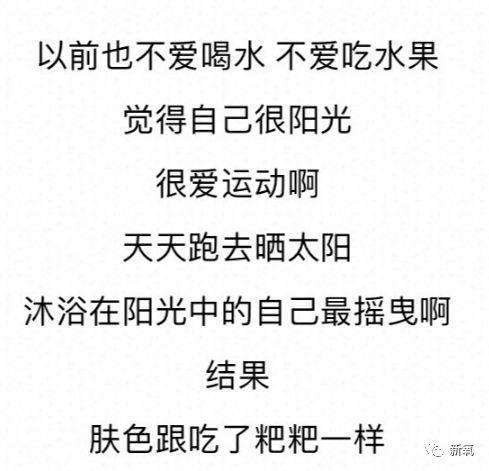 以前也不爱喝水 不爱吃水果
觉得自己很阳光
很爱运动啊
天天跑去晒太阳
沐浴在阳光中的自己最摇曳啊
结果
肤色跟吃了粑粑一样
新氧